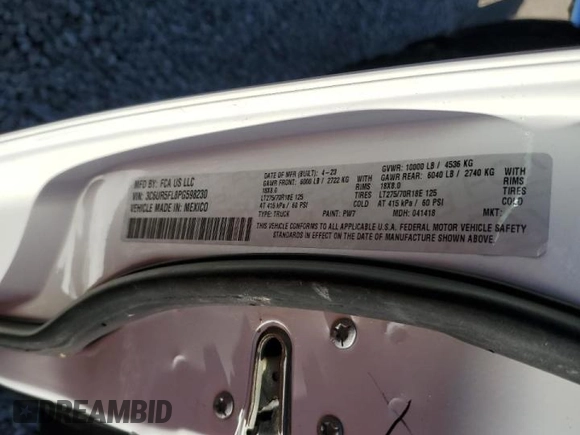 MFD BY: FCA US LLC
VIN: 3C6UR5FL8PG598230
VEHICLE MADE IN: MEXICO
DATE OF MFR (BUILT): 4-23
GVWR: 10000 LB / 4536 KG
GAWR FRONT: 6000 LB / 2722 KG WITH
GAWR REAR: 6040 LB / 2740 KG WITH
18X8.0 RIMS
18X8.0 RIMS
LT275/70R18E 125 TIRES
LT275/70R18E 125 TIRES
AT 415 kPa / 60 PSI COLD
AT 415 kPa / 60 PSI COLD
TYPE: TRUCK PAINT: PW7 MDH: 041418 MKT:
THIS VEHICLE CONFORMS TO ALL APPLICABLE U.S.A. FEDERAL MOTOR VEHICLE SAFETY
STANDARDS IN EFFECT ON THE DATE OF MANUFACTURE SHOWN ABOVE.
DREAMBID